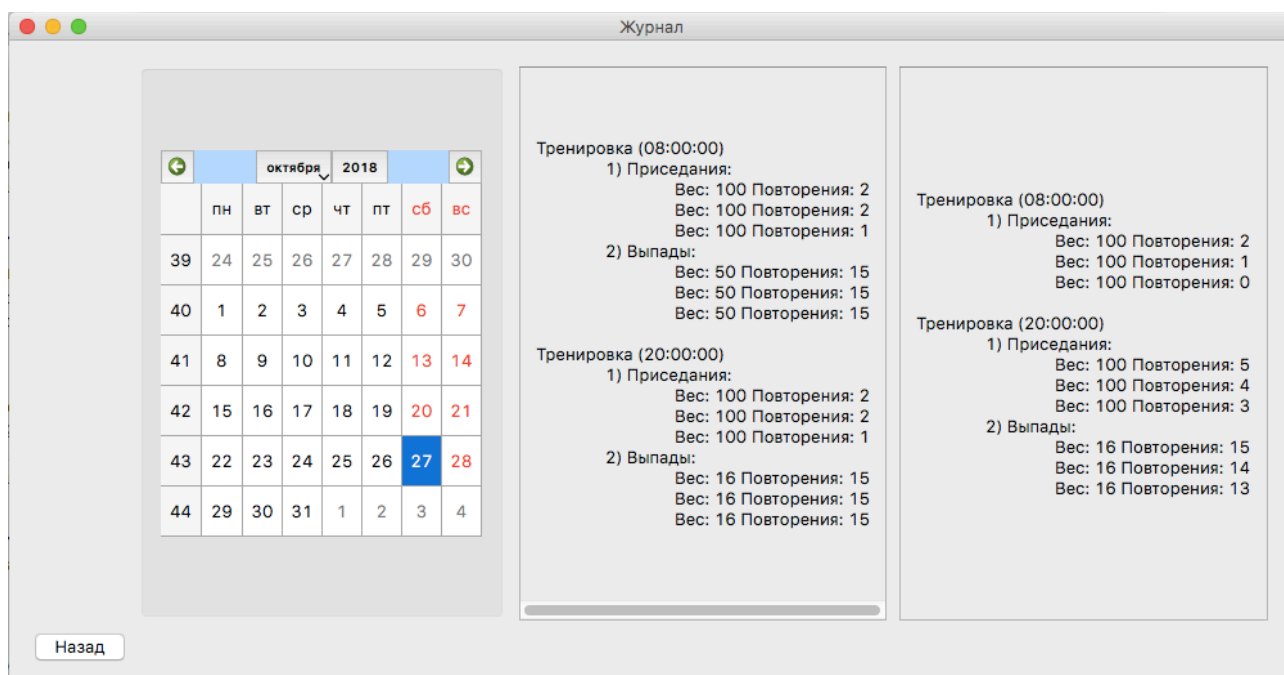 Журнал
октября 2018
пн вт ср чт пт сб вс
39 24 25 26 27 28 29 30
40 1 2 3 4 5 6 7
41 8 9 10 11 12 13 14
42 15 16 17 18 19 20 21
43 22 23 24 25 26 27 28
44 29 30 31 1 2 3 4
Тренировка (08:00:00)
1) Приседания:
Вес: 100 Повторения: 2
Вес: 100 Повторения: 2
Вес: 100 Повторения: 1
2) Выпады:
Вес: 50 Повторения: 15
Вес: 50 Повторения: 15
Вес: 50 Повторения: 15
Тренировка (20:00:00)
1) Приседания:
Вес: 100 Повторения: 2
Вес: 100 Повторения: 2
Вес: 100 Повторения: 1
2) Выпады:
Вес: 16 Повторения: 15
Вес: 16 Повторения: 15
Вес: 16 Повторения: 15
Тренировка (08:00:00)
1) Приседания:
Вес: 100 Повторения: 2
Вес: 100 Повторения: 1
Вес: 100 Повторения: 0
Тренировка (20:00:00)
1) Приседания:
Вес: 100 Повторения: 5
Вес: 100 Повторения: 4
Вес: 100 Повторения: 3
2) Выпады:
Вес: 16 Повторения: 15
Вес: 16 Повторения: 14
Вес: 16 Повторения: 13
Назад